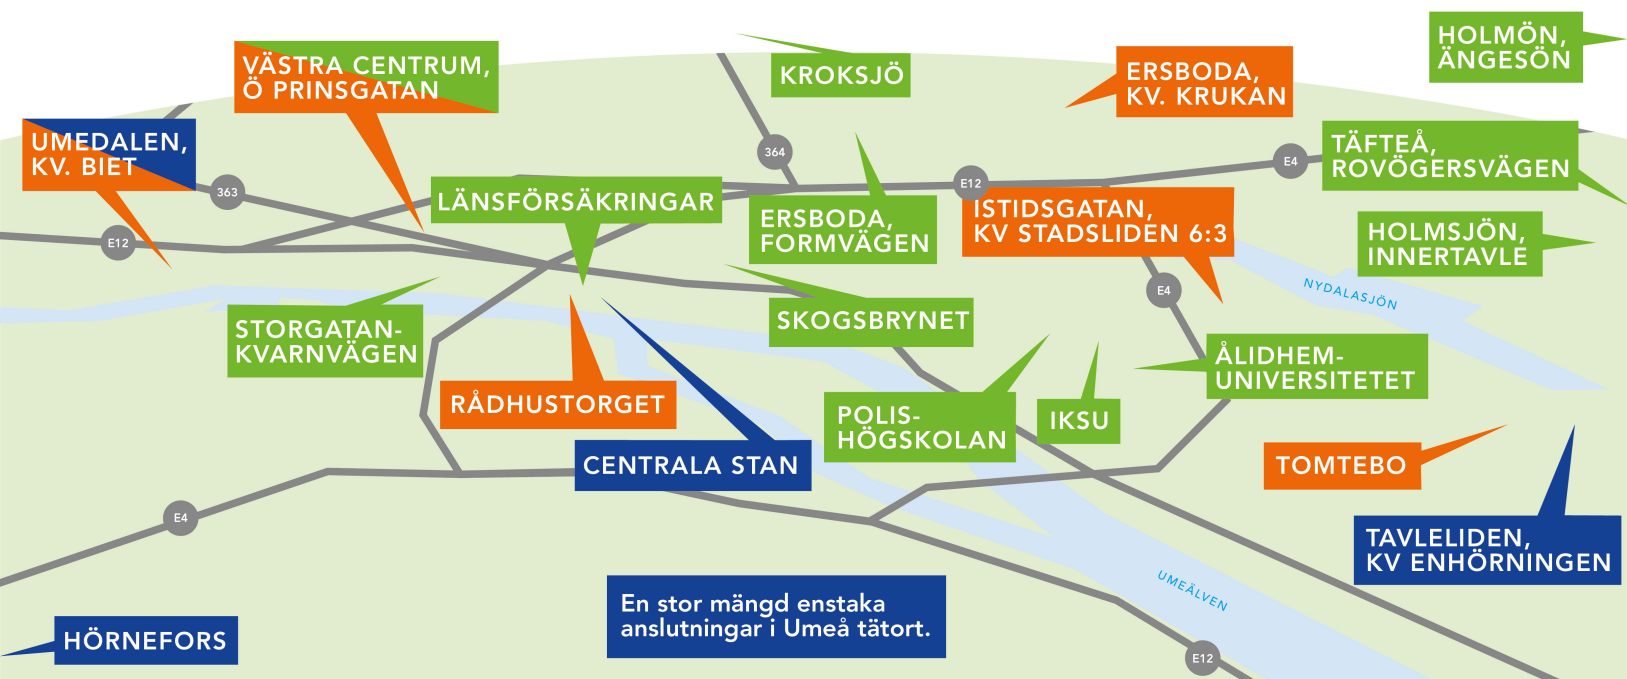 HOLMÖN,
ÄNGESÖN
VÄSTRA CENTRUM,
Ö PRINSGATAN
KROKSJÖ
ERSBODA,
KV. KRUKAN
UMEDALEN,
KV. BIET
364
E4
TÄFTEÅ,
ROVÖGERSVÄGEN
363
E12
LÄNSFÖRSÄKRINGAR
ERSBODA,
FORMVÄGEN
ISTIDSGATAN,
KV STADSLIDEN 6:3
HOLMSJÖN,
INNERTAVLE
E12
E4
NYDALASJÖN
STORGATAN-
KVARNVÄGEN
SKOGSBRYNET
ÅLIDHEM-
UNIVERSITETET
RÅDHUSTORGET
POLIS-
HÖGSKOLAN
IKSU
CENTRALA STAN
TOMTEBO
E4
TAVLELIDEN,
KV ENHÖRNINGEN
UMEÄLVEN
En stor mängd enstaka
anslutningar i Umeå tätort.
HÖRNEFORS
E12